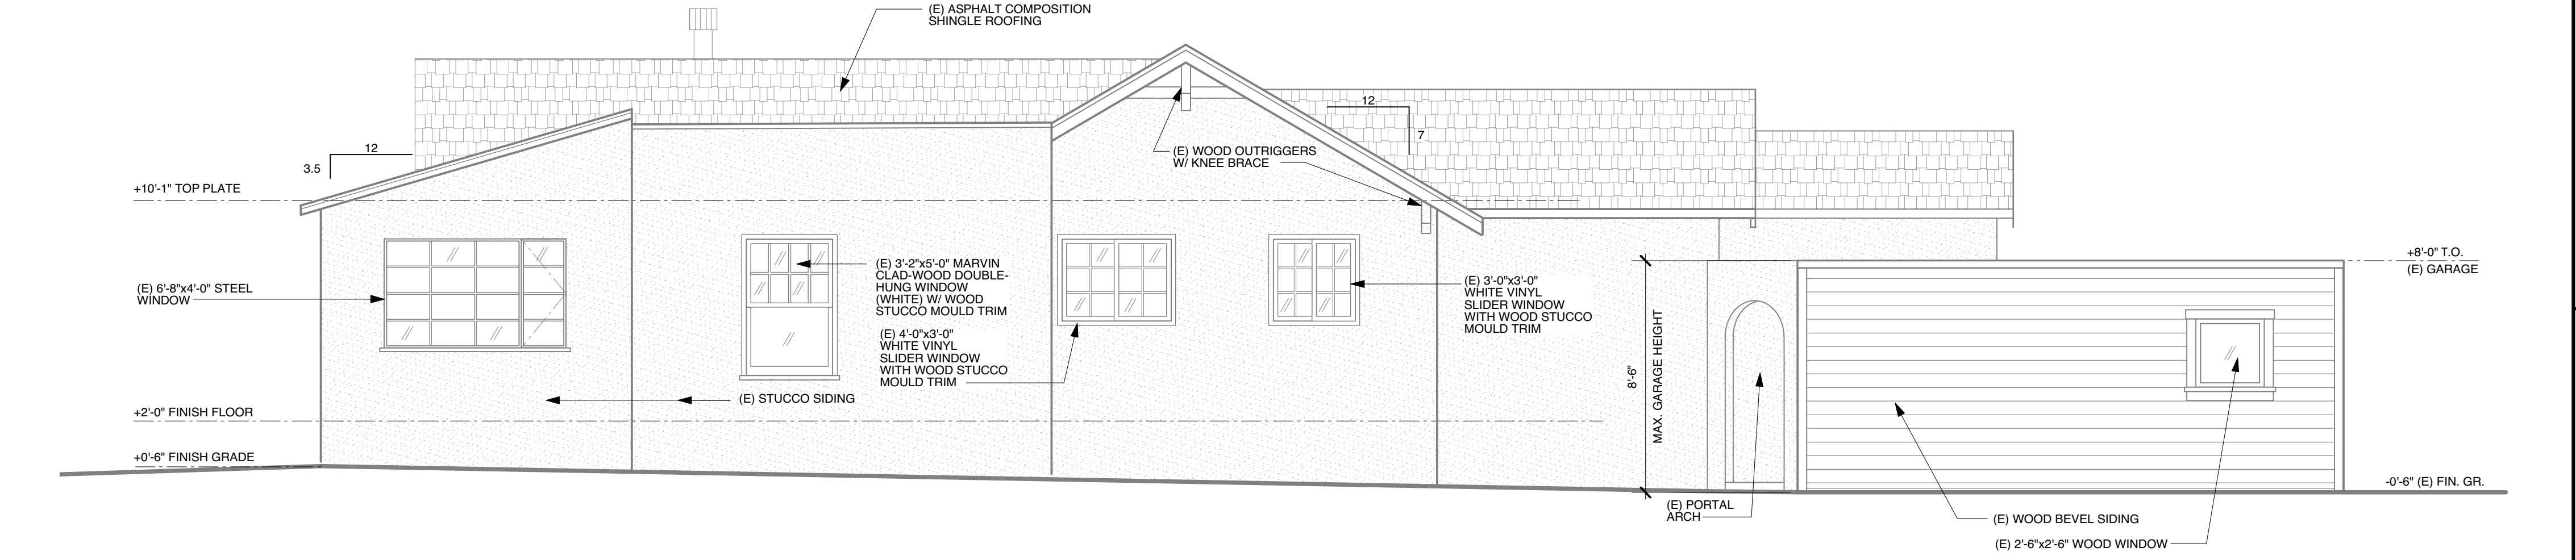 (E) ASPHALT COMPOSITION
SHINGLE ROOFING
12
7
12
3.5
(E) WOOD OUTRIGGERS
W/ KNEE BRACE
+10'-1" TOP PLATE
+8'-0" T.O.
(E) GARAGE
(E) 6'-8"x4'-0" STEEL
WINDOW
(E) 3'-2"x5'-0" MARVIN
CLAD-WOOD DOUBLE-
HUNG WINDOW
(WHITE) W/ WOOD
STUCCO MOULD TRIM
(E) 4'-0"x3'-0"
WHITE VINYL
SLIDER WINDOW
WITH WOOD STUCCO
MOULD TRIM
(E) 3'-0"x3'-0"
WHITE VINYL
SLIDER WINDOW
WITH WOOD STUCCO
MOULD TRIM
8'-6"
MAX. GARAGE HEIGHT
(E) STUCCO SIDING
+2'-0" FINISH FLOOR
+0'-6" FINISH GRADE
-0'-6" (E) FIN. GR.
(E) PORTAL
ARCH
(E) WOOD BEVEL SIDING
(E) 2'-6"x2'-6" WOOD WINDOW